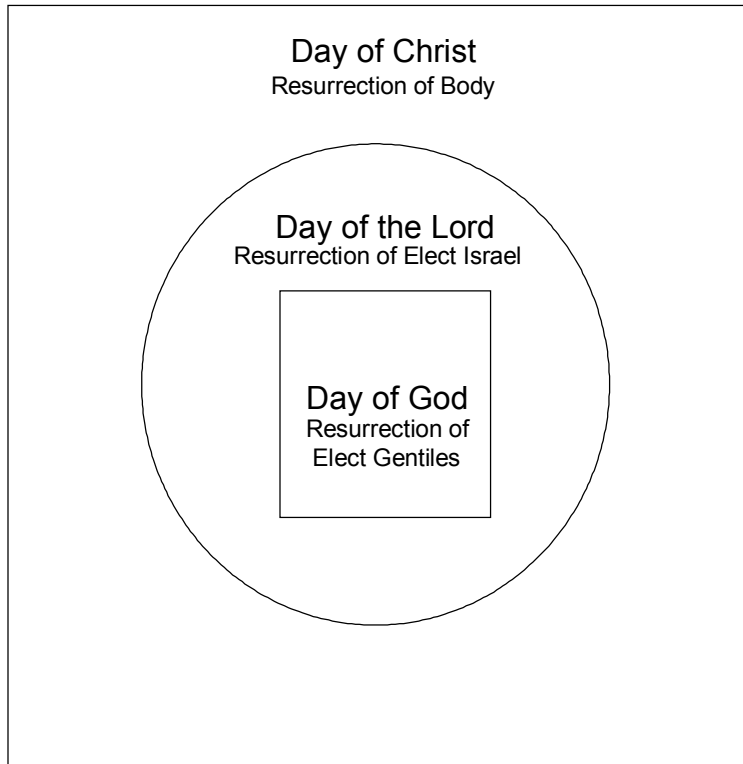 Day of Christ
Resurrection of Body
Day of the Lord
Resurrection of Elect Israel
Day of God
Resurrection of
Elect Gentiles